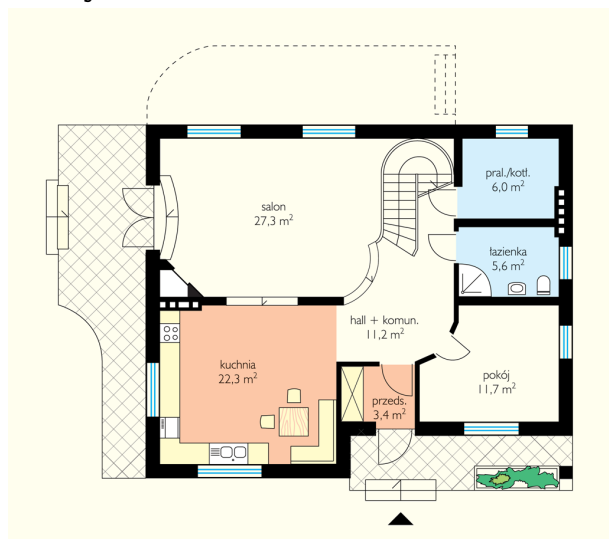 pral./kotł.
6,0 m²
salon
27,3 m²
łazienka
5,6 m²
hall + komun.
11,2 m²
kuchnia
22,3 m²
pokój
11,7 m²
przeds.
3,4 m²